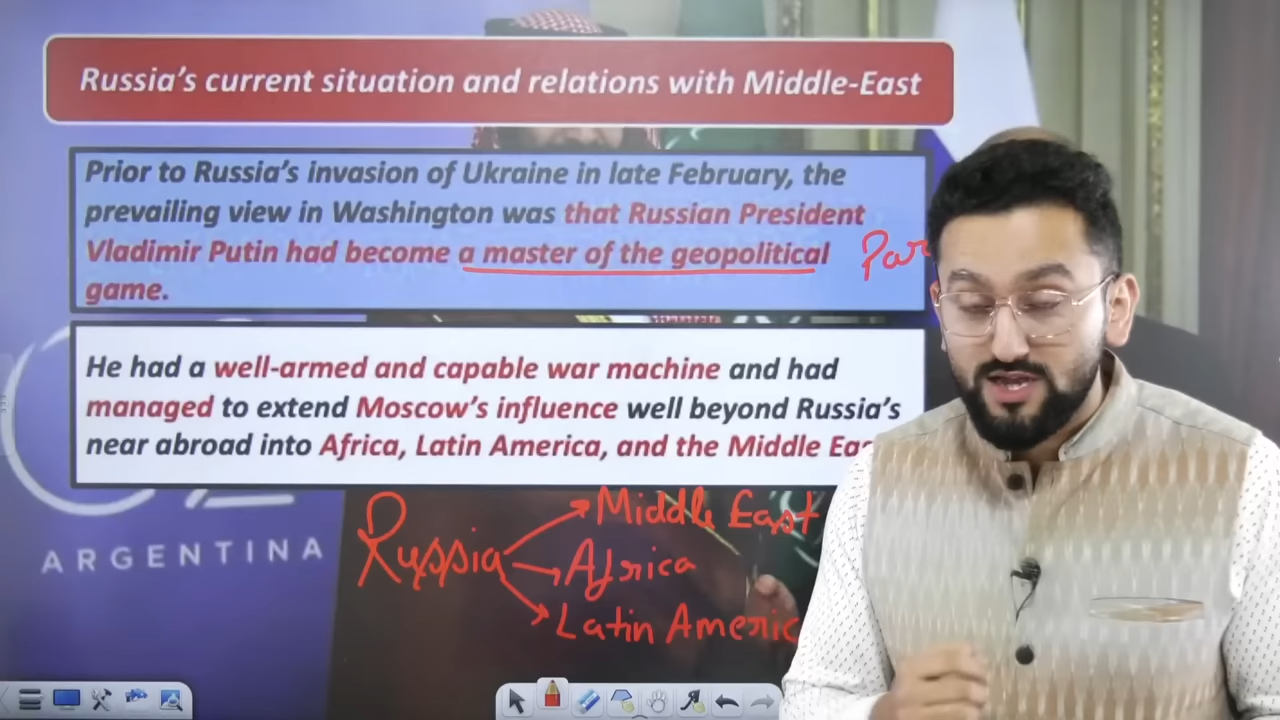 Russia's current situation and relations with Middle-East
Prior to Russia's invasion of Ukraine in late February, the
prevailing view in Washington was that Russian President
Vladimir Putin had become a master of the geopolitical
game.
Par
He had a well-armed and capable war machine and had
managed to extend Moscow's influence well beyond Russia's
near abroad into Africa, Latin America, and the Middle Ea
Russia
Middle East
Africa
Latin Americ
ARGENTINA